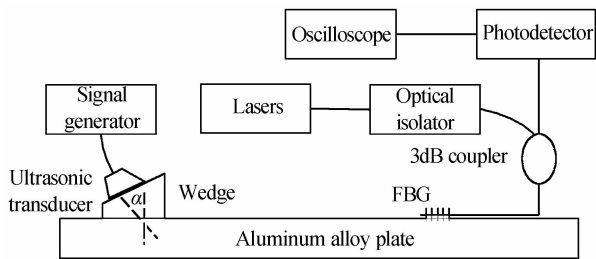 Oscilloscope
Photodetector
Signal
generator
Lasers
Optical
isolator
3dB coupler
Ultrasonic
transducer
α
Wedge
FBG
Aluminum alloy plate